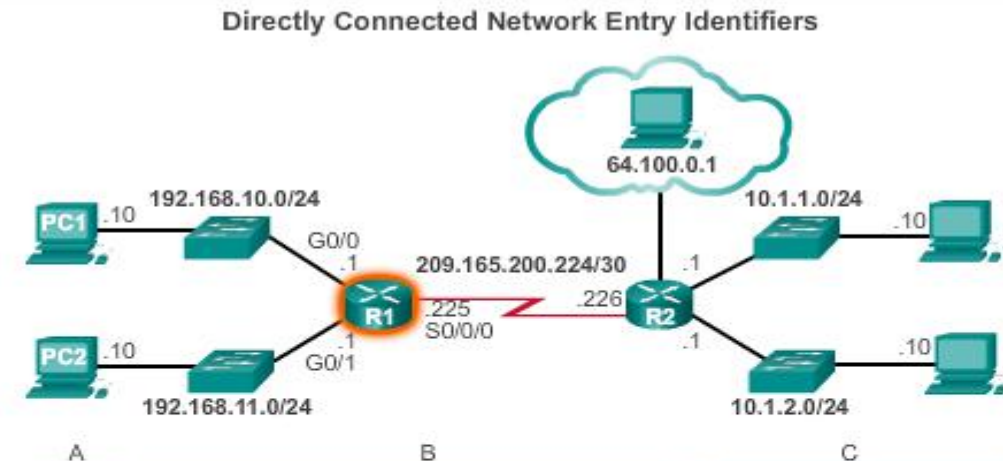 Directly Connected Network Entry Identifiers
64.100.0.1
192.168.10.0/24
10.1.1.0/24
PC1
.10
.10
G0/0
.1
209.165.200.224/30
.1
R1
.225
S0/0/0
.226
R2
.1
G0/1
.1
PC2
.10
.10
192.168.11.0/24
10.1.2.0/24
A
B
C